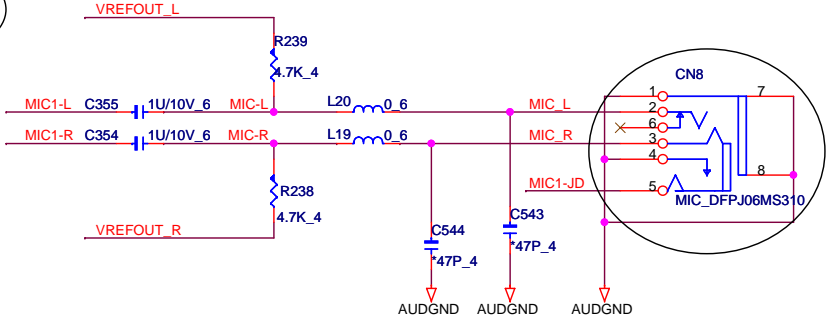 VREFOUT_L
R239
4.7K_4
CN8
MIC1-L C355 1U/10V_6 MIC-L L20 0_6 MIC_L 1 7
2
MIC1-R C354 1U/10V_6 MIC-R L19 0_6 MIC_R 6
3
4
8
MIC1-JD 5
MIC_DFPJ06MS310
R238
4.7K_4
VREFOUT_R
C544
*47P_4
C543
*47P_4
AUDGND AUDGND AUDGND